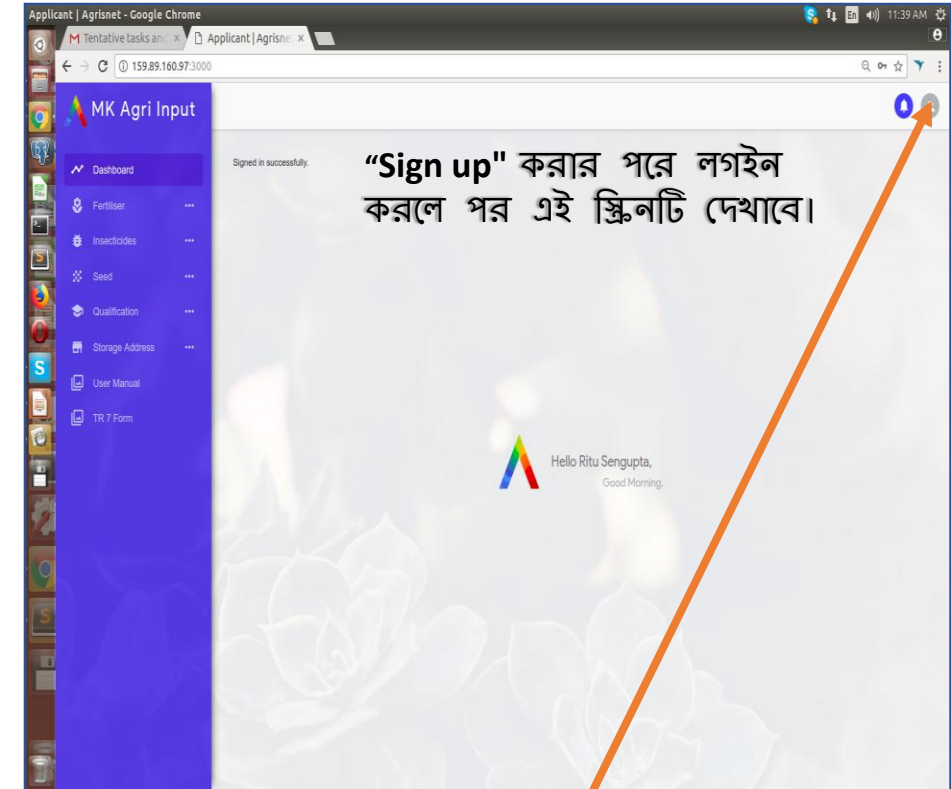 Applicant | Agrisnet - Google Chrome
En
11:39 AM
Tentative tasks and
Applicant | Agrisne
159.89.160.97:3000
MK Agri Input
Dashboard
Signed in successfully.
“Sign up" করার পরে লগইন
করলে পর এই স্ক্রিনটি দেখাবে।
Fertiliser
Insecticides
Seed
Qualification
Storage Address
User Manual
TR 7 Form
Hello Ritu Sengupta,
Good Morning.